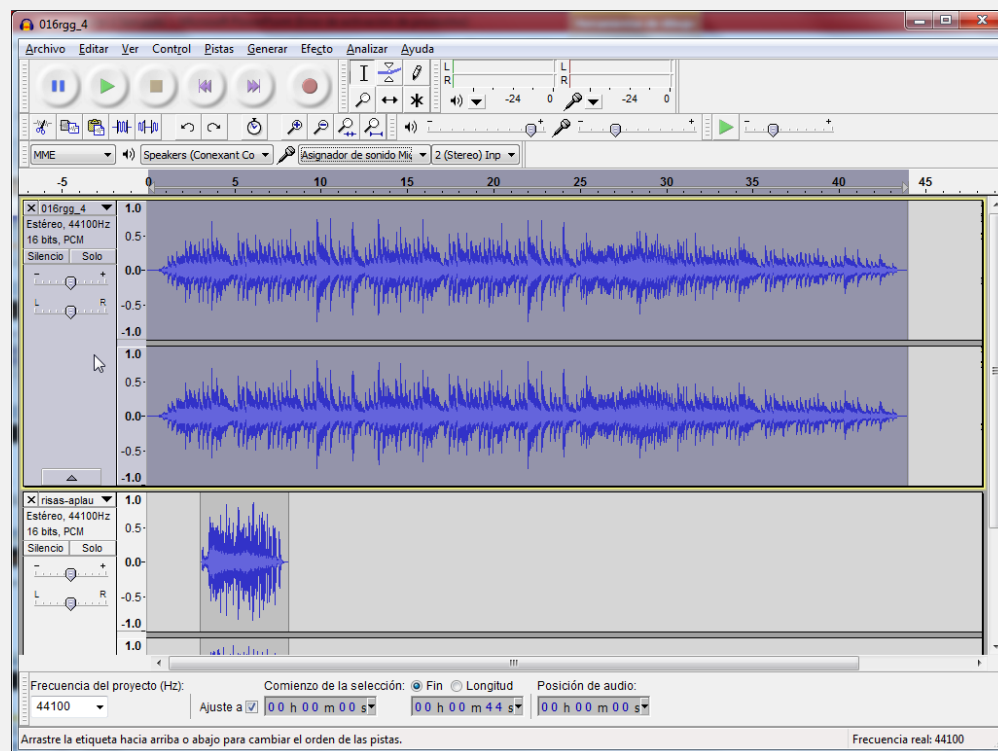 016rgg_4
Archivo Editar Ver Control Pistas Generar Efecto Analizar Ayuda
L
R
-24 0
L
R
-24 0
- +
- +
- +
MME
Speakers (Conexant Co
Asignador de sonido Mic
2 (Stereo) Inp
-5 0 5 10 15 20 25 30 35 40 45
016rgg_4
Estéreo, 44100Hz
16 bits, PCM
Silencio Solo
- +
L R
1.0
0.5
0.0
-0.5
-1.0
1.0
0.5
0.0
-0.5
-1.0
risas-aplau
Estéreo, 44100Hz
16 bits, PCM
Silencio Solo
- +
L R
1.0
0.5
0.0
-0.5
-1.0
1.0
Frecuencia del proyecto (Hz): Comienzo de la selección: Fin Longitud Posición de audio:
44100 Ajuste a 00 h 00 m 00 s 00 h 00 m 44 s 00 h 00 m 00 s
Arrastre la etiqueta hacia arriba o abajo para cambiar el orden de las pistas. Frecuencia real: 44100